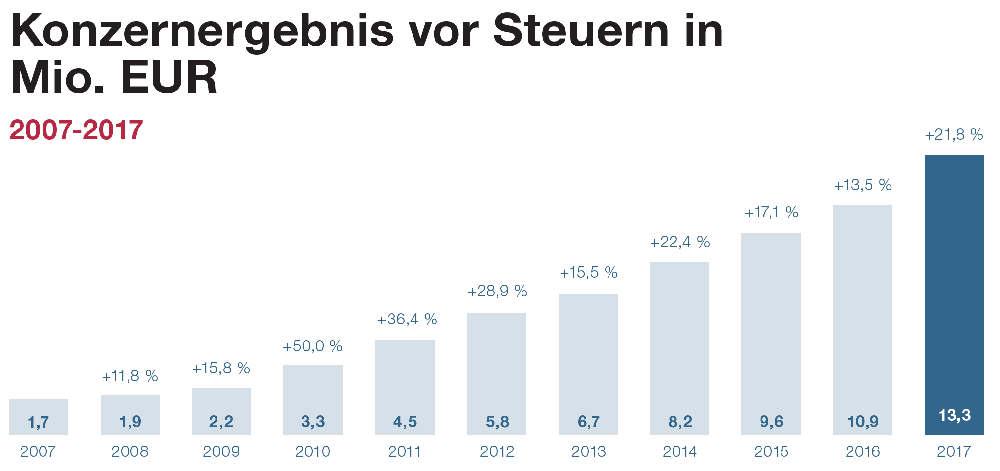 Konzernergebnis vor Steuern in
Mio. EUR
2007-2017
+21,8 %
+13,5 %
+17,1 %
+22,4 %
+15,5 %
+28,9 %
+36,4 %
+50,0 %
+15,8 %
+11,8 %
1,7 1,9 2,2 3,3 4,5 5,8 6,7 8,2 9,6 10,9 13,3
2007 2008 2009 2010 2011 2012 2013 2014 2015 2016 2017